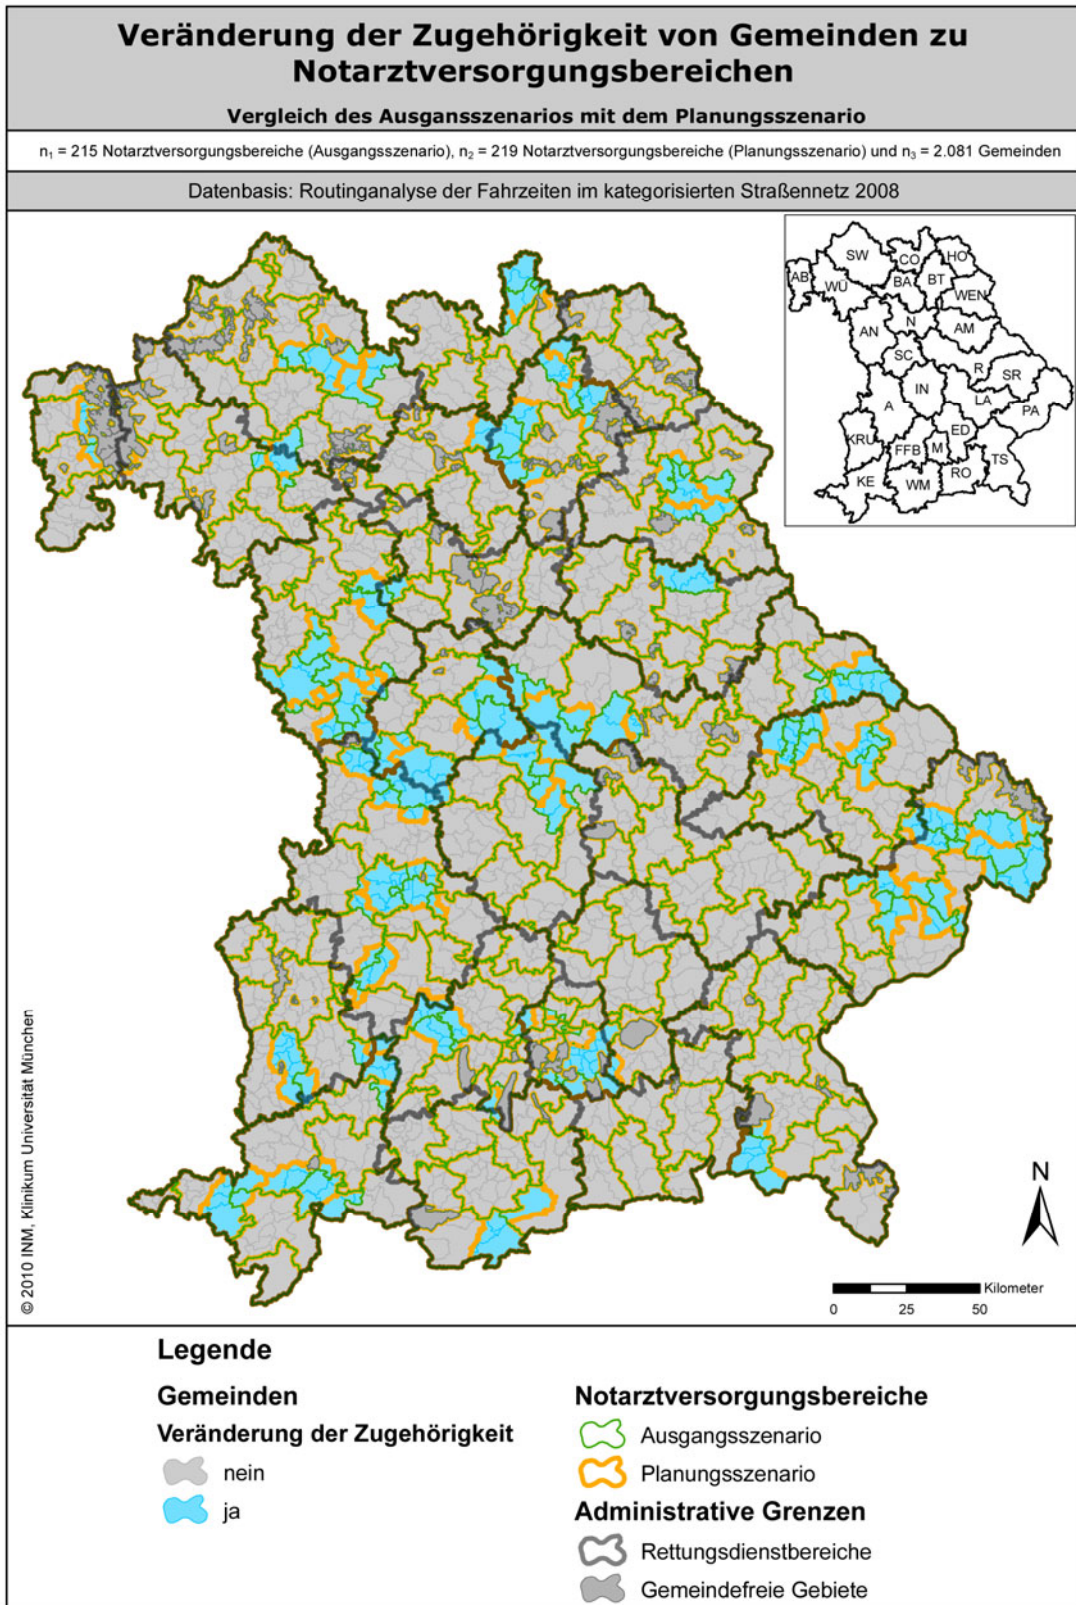 Veränderung der Zugehörigkeit von Gemeinden zu
Notarztversorgungsbereichen
Vergleich des Ausgansszenarios mit dem Planungsszenario
n₁ = 215 Notarztversorgungsbereiche (Ausgangsszenario), n₂ = 219 Notarztversorgungsbereiche (Planungsszenario) und n₃ = 2.081 Gemeinden
Datenbasis: Routinganalyse der Fahrzeiten im kategorisierten Straßennetz 2008
SW
CO
HO
AB
WÜ
BA
BT
WEN
AN
N
AM
SC
R
SR
IN
LA
A
PA
KRU
FFB
M
ED
TS
KE
WM
RO
N
Kilometer
0 25 50
© 2010 INM, Klinikum Universität München
Legende
Gemeinden
Veränderung der Zugehörigkeit
nein
ja
Notarztversorgungsbereiche
Ausgangsszenario
Planungsszenario
Administrative Grenzen
Rettungsdienstbereiche
Gemeindefreie Gebiete